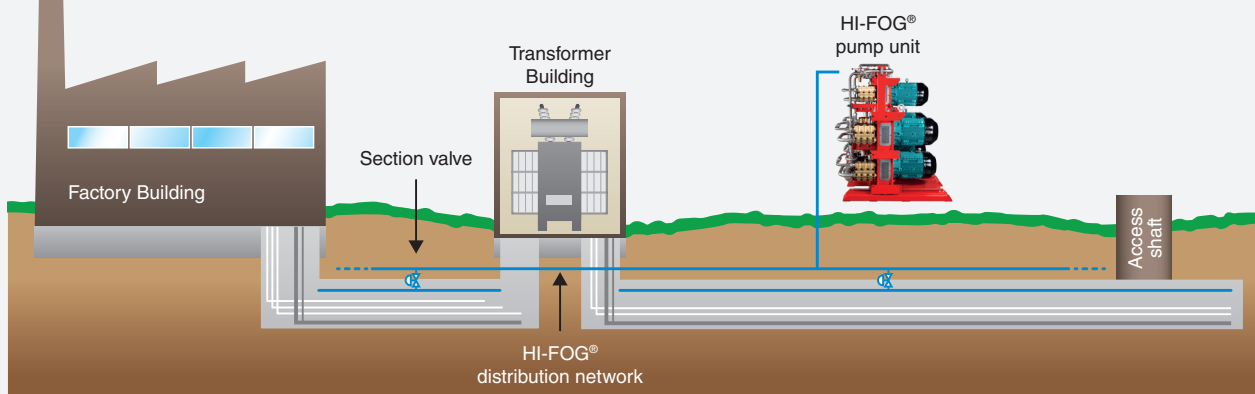 HI-FOG®
pump unit
Transformer
Building
Section valve
Factory Building
Access
shaft
HI-FOG®
distribution network